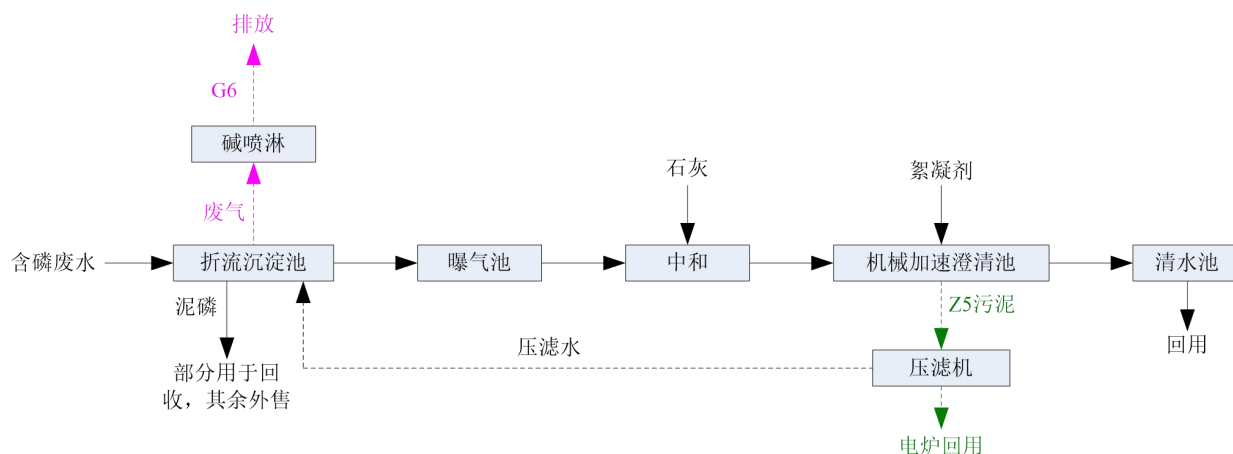 排放
G6
碱喷淋
废气
石灰
絮凝剂
含磷废水
折流沉淀池
曝气池
中和
机械加速澄清池
清水池
泥磷
Z5污泥
压滤水
回用
部分用于回
收，其余外售
压滤机
电炉回用